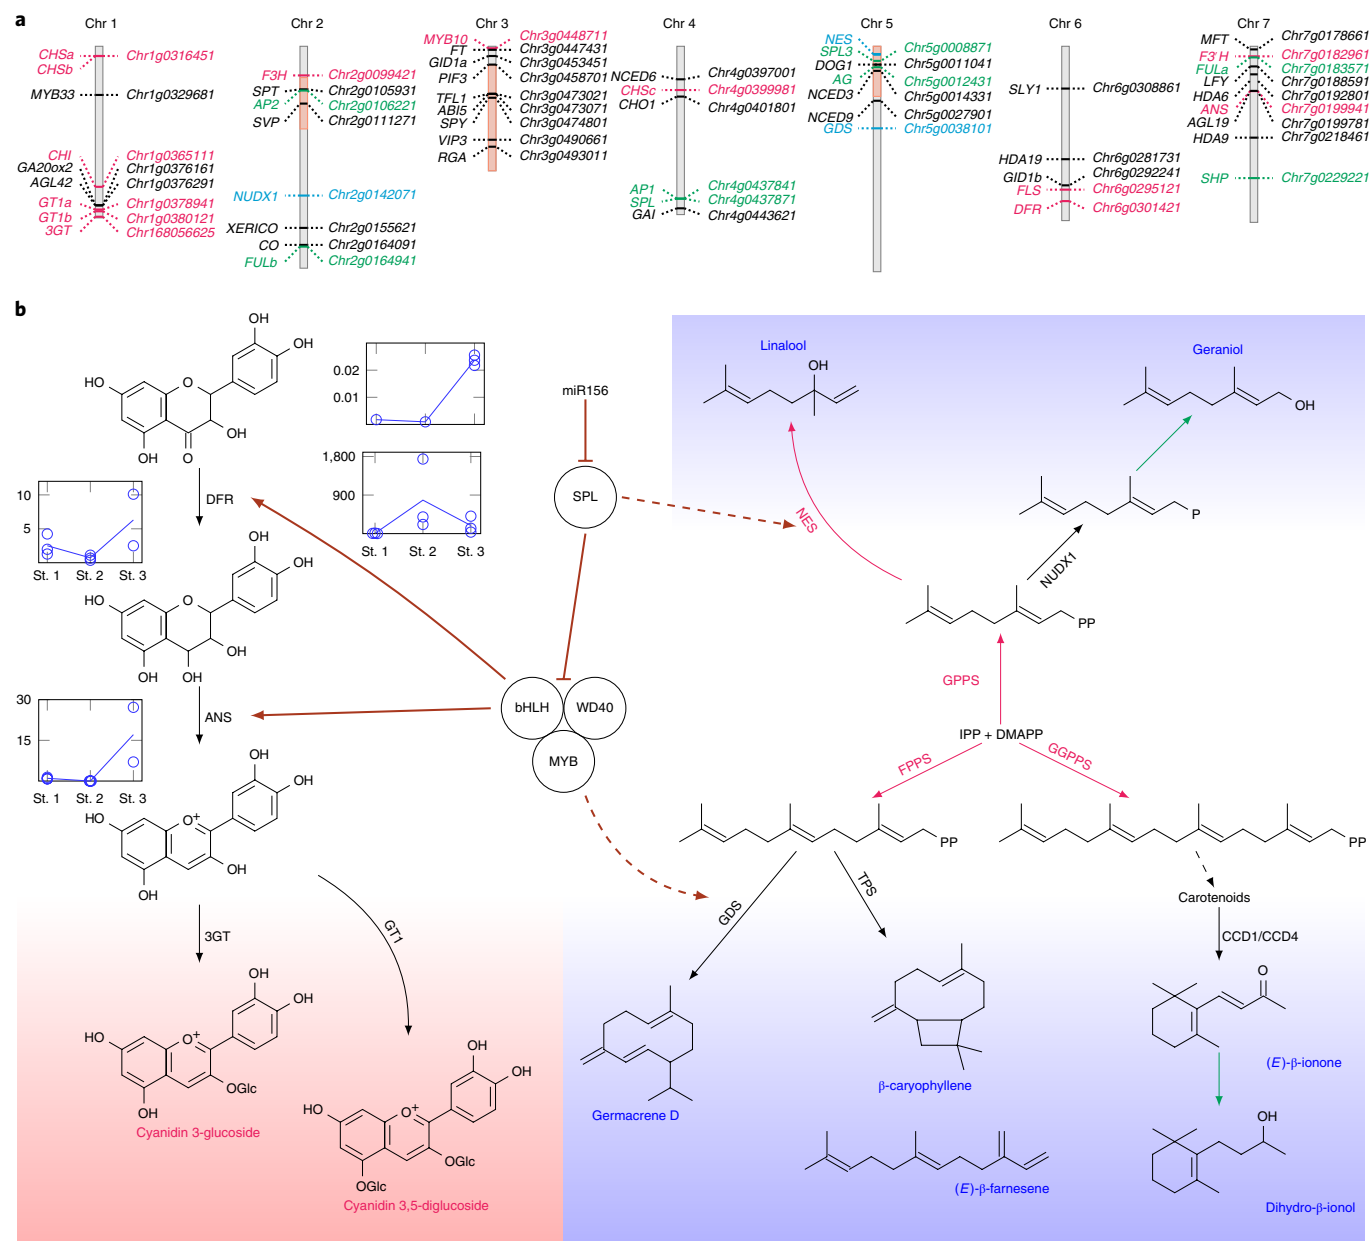 a
Chr 1
CHSa Chr1g0316451
CHSb
MYB33 Chr1g0329681
CHI Chr1g0365111
GA20ox2 Chr1g0376161
AGL42 Chr1g0376291
GT1a Chr1g0378941
GT1b Chr1g0380121
3GT Chr168056625
Chr 2
F3H Chr2g0099421
SPT Chr2g0105931
AP2 Chr2g0106221
SVP Chr2g0111271
NUDX1 Chr2g0142071
XERICO Chr2g0155621
CO Chr2g0164091
FULb Chr2g0164941
Chr 3
MYB10 Chr3g0448711
FT Chr3g0447431
GID1a Chr3g0453451
PIF3 Chr3g0458701
TFL1 Chr3g0473021
ABI5 Chr3g0473071
SPY Chr3g0474801
VIP3 Chr3g0490661
RGA Chr3g0493011
Chr 4
NCED6 Chr4g0397001
CHSc Chr4g0399981
CHO1 Chr4g0401801
AP1 Chr4g0437841
SPL Chr4g0437871
GAI Chr4g0443621
Chr 5
NES
SPL3 Chr5g0008871
DOG1 Chr5g0011041
AG Chr5g0012431
NCED3 Chr5g0014331
NCED9 Chr5g0027901
GDS Chr5g0038101
Chr 6
SLY1 Chr6g0308861
HDA19 Chr6g0281731
GID1b Chr6g0292241
FLS Chr6g0295121
DFR Chr6g0301421
Chr 7
MFT Chr7g0178661
F3′H Chr7g0182961
FULa Chr7g0183571
LFY Chr7g0188591
HDA6 Chr7g0192801
ANS Chr7g0199941
AGL19 Chr7g0199781
HDA9 Chr7g0218461
SHP Chr7g0229221
b
OH
OH
HO
O
OH
OH
O
DFR
10
5
St. 1 St. 2 St. 3
0.02
0.01
1,800
900
St. 1 St. 2 St. 3
OH
OH
HO
O
OH
OH
OH
ANS
30
15
St. 1 St. 2 St. 3
OH
OH
HO
O+
OH
OH
3GT
GT1
OH
OH
HO
O+
OGlc
OH
Cyanidin 3-glucoside
OH
OH
HO
O+
OGlc
OGlc
Cyanidin 3,5-diglucoside
miR156
SPL
bHLH
WD40
MYB
Linalool
OH
Geraniol
OH
NES
P
NUDX1
PP
GPPS
IPP + DMAPP
FPPS
GGPPS
PP
PP
GDS
TPS
Carotenoids
CCD1/CCD4
O
(E)-β-ionone
Germacrene D
β-caryophyllene
(E)-β-farnesene
OH
Dihydro-β-ionol